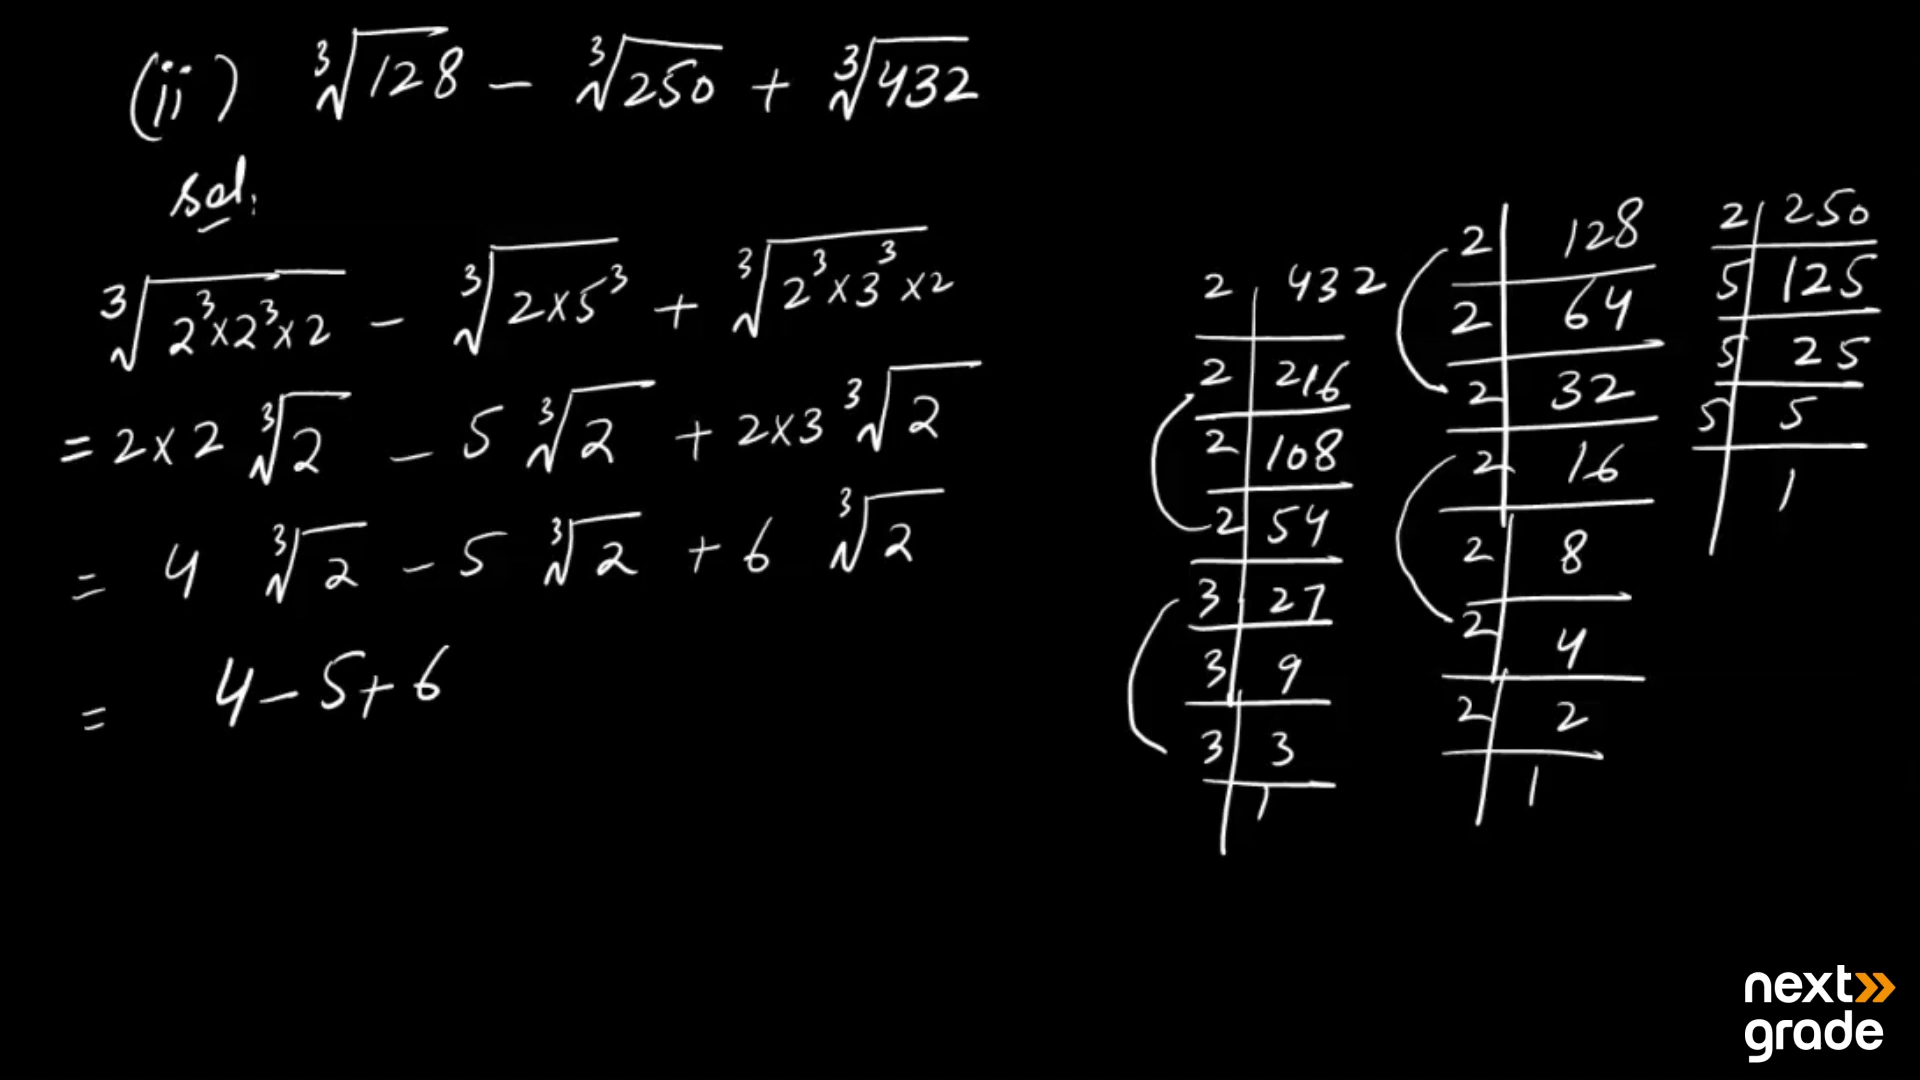 (ii) ∛128 − ∛250 + ∛432
sol.
∛(2³×2³×2) − ∛(2×5³) + ∛(2³×3³×2)
= 2×2 ∛2 − 5 ∛2 + 2×3 ∛2
= 4 ∛2 − 5 ∛2 + 6 ∛2
= 4 − 5 + 6
2 | 432
2 | 216
2 | 108
2 | 54
3 | 27
3 | 9
3 | 3
1
2 | 128
2 | 64
2 | 32
2 | 16
2 | 8
2 | 4
2 | 2
1
2 | 250
5 | 125
5 | 25
5 | 5
1
next
grade